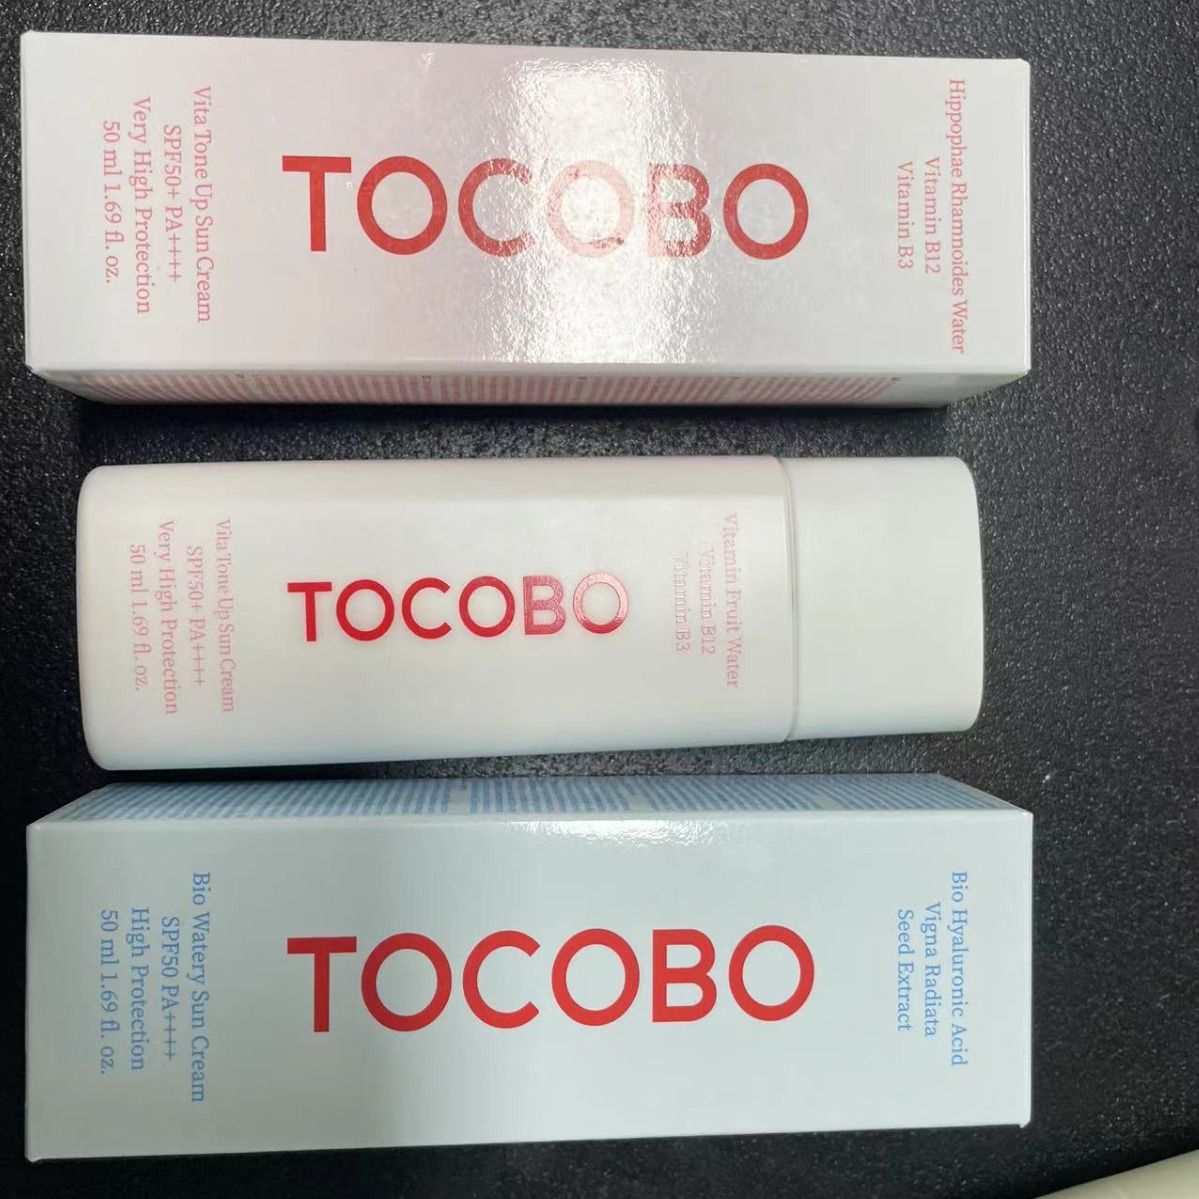 TOCOBO
Vita Tone Up Sun Cream
SPF50+ PA++++
Very High Protection
50 ml 1.69 fl. oz.
Hippophae Rhamnoides Water
Vitamin B12
Vitamin B3
TOCOBO
Vita Tone Up Sun Cream
SPF50+ PA++++
Very High Protection
50 ml 1.69 fl. oz.
Vitamin Fruit Water
Vitamin B12
Vitamin B3
TOCOBO
Bio Watery Sun Cream
SPF50 PA++++
High Protection
50 ml 1.69 fl. oz.
Bio Hyaluronic Acid
Vigna Radiata
Seed Extract